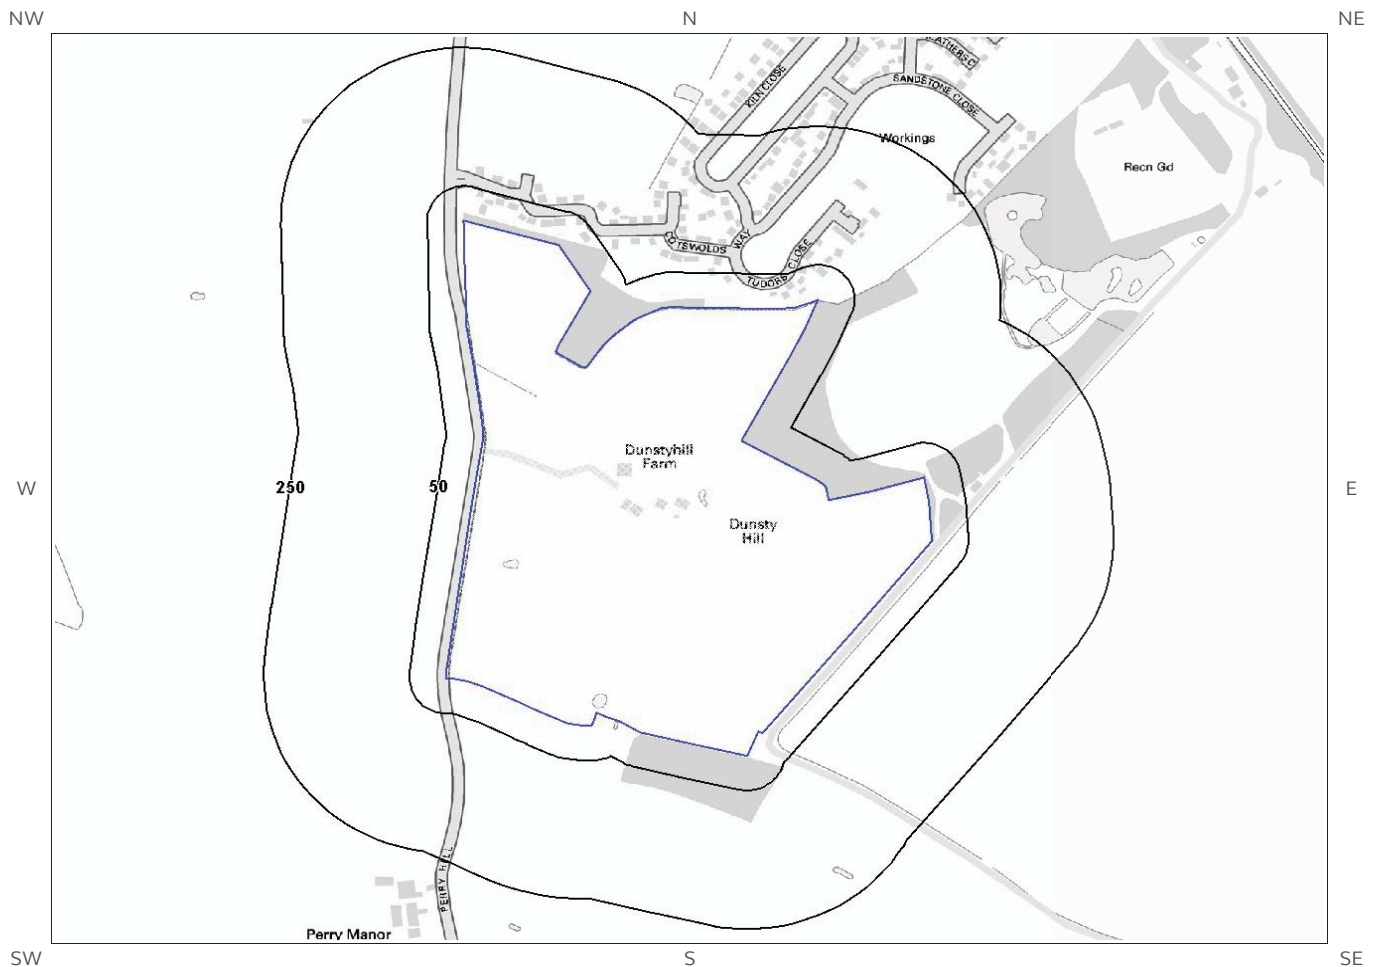 NW
N
NE
EATHERS C
KILN CLOSE
SANDSTONE CLOSE
Workings
Recn Gd
COTSWOLDS WAY
TUDORS CLOSE
Dunstyhill
Farm
W
250
50
E
Dunsty
Hill
PERRY HILL
Perry Manor
SW
S
SE